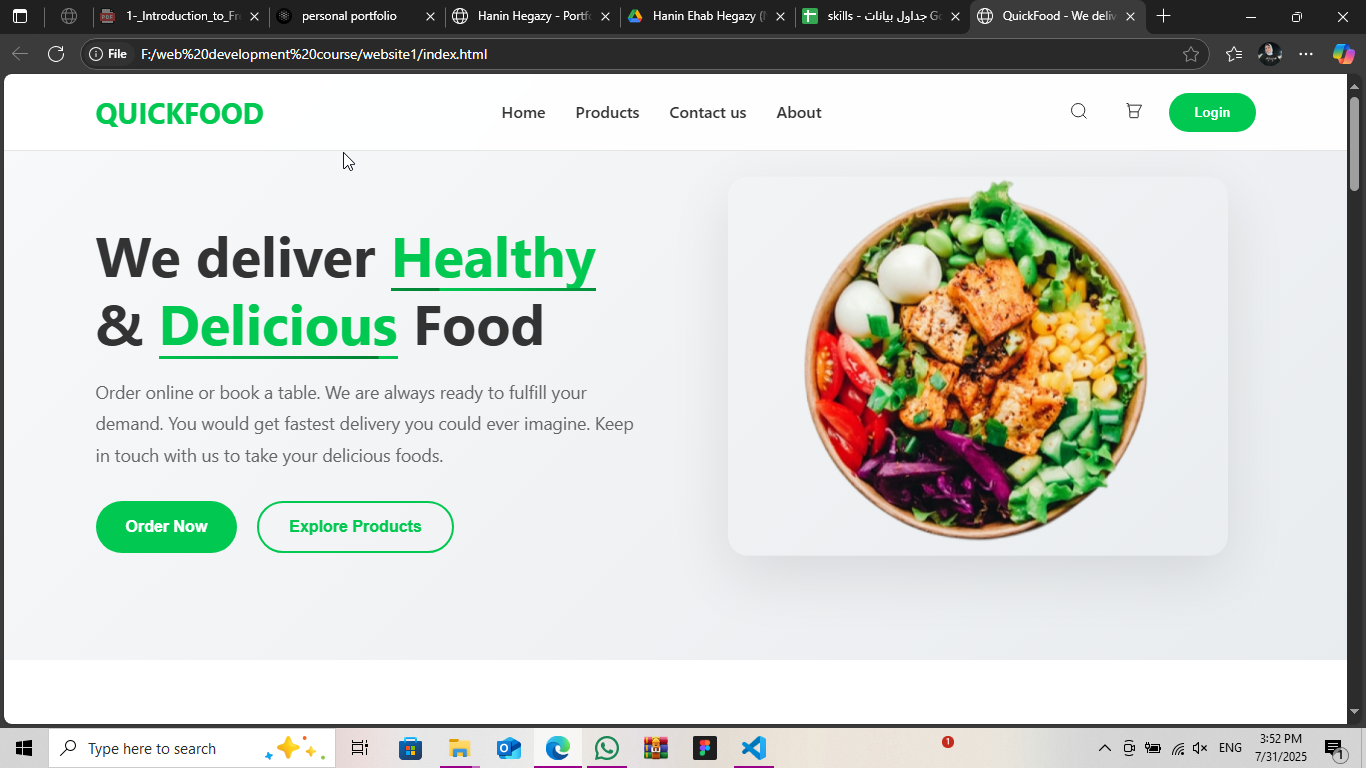 1-_Introduction_to_Fr
personal portfolio
Hanin Hegazy - Portf
Hanin Ehab Hegazy (
skills - جداول بيانات G
QuickFood - We deliv
File
F:/web%20development%20course/website1/index.html
QUICKFOOD
Home
Products
Contact us
About
Login
We deliver Healthy
& Delicious Food
Order online or book a table. We are always ready to fulfill your
demand. You would get fastest delivery you could ever imagine. Keep
in touch with us to take your delicious foods.
Order Now
Explore Products
Type here to search
1
ENG
3:52 PM
7/31/2025
1